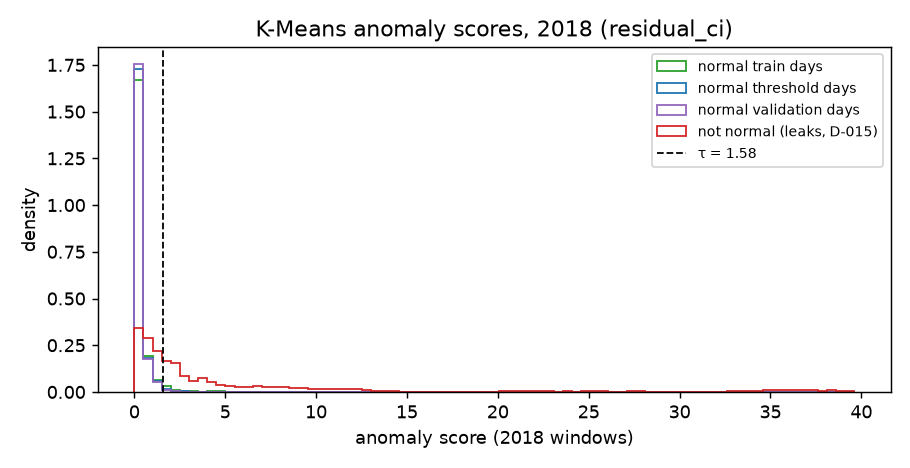 K-Means anomaly scores, 2018 (residual_ci)
normal train days
normal threshold days
normal validation days
not normal (leaks, D-015)
τ = 1.58
density
1.75
1.50
1.25
1.00
0.75
0.50
0.25
0.00
0 5 10 15 20 25 30 35 40
anomaly score (2018 windows)